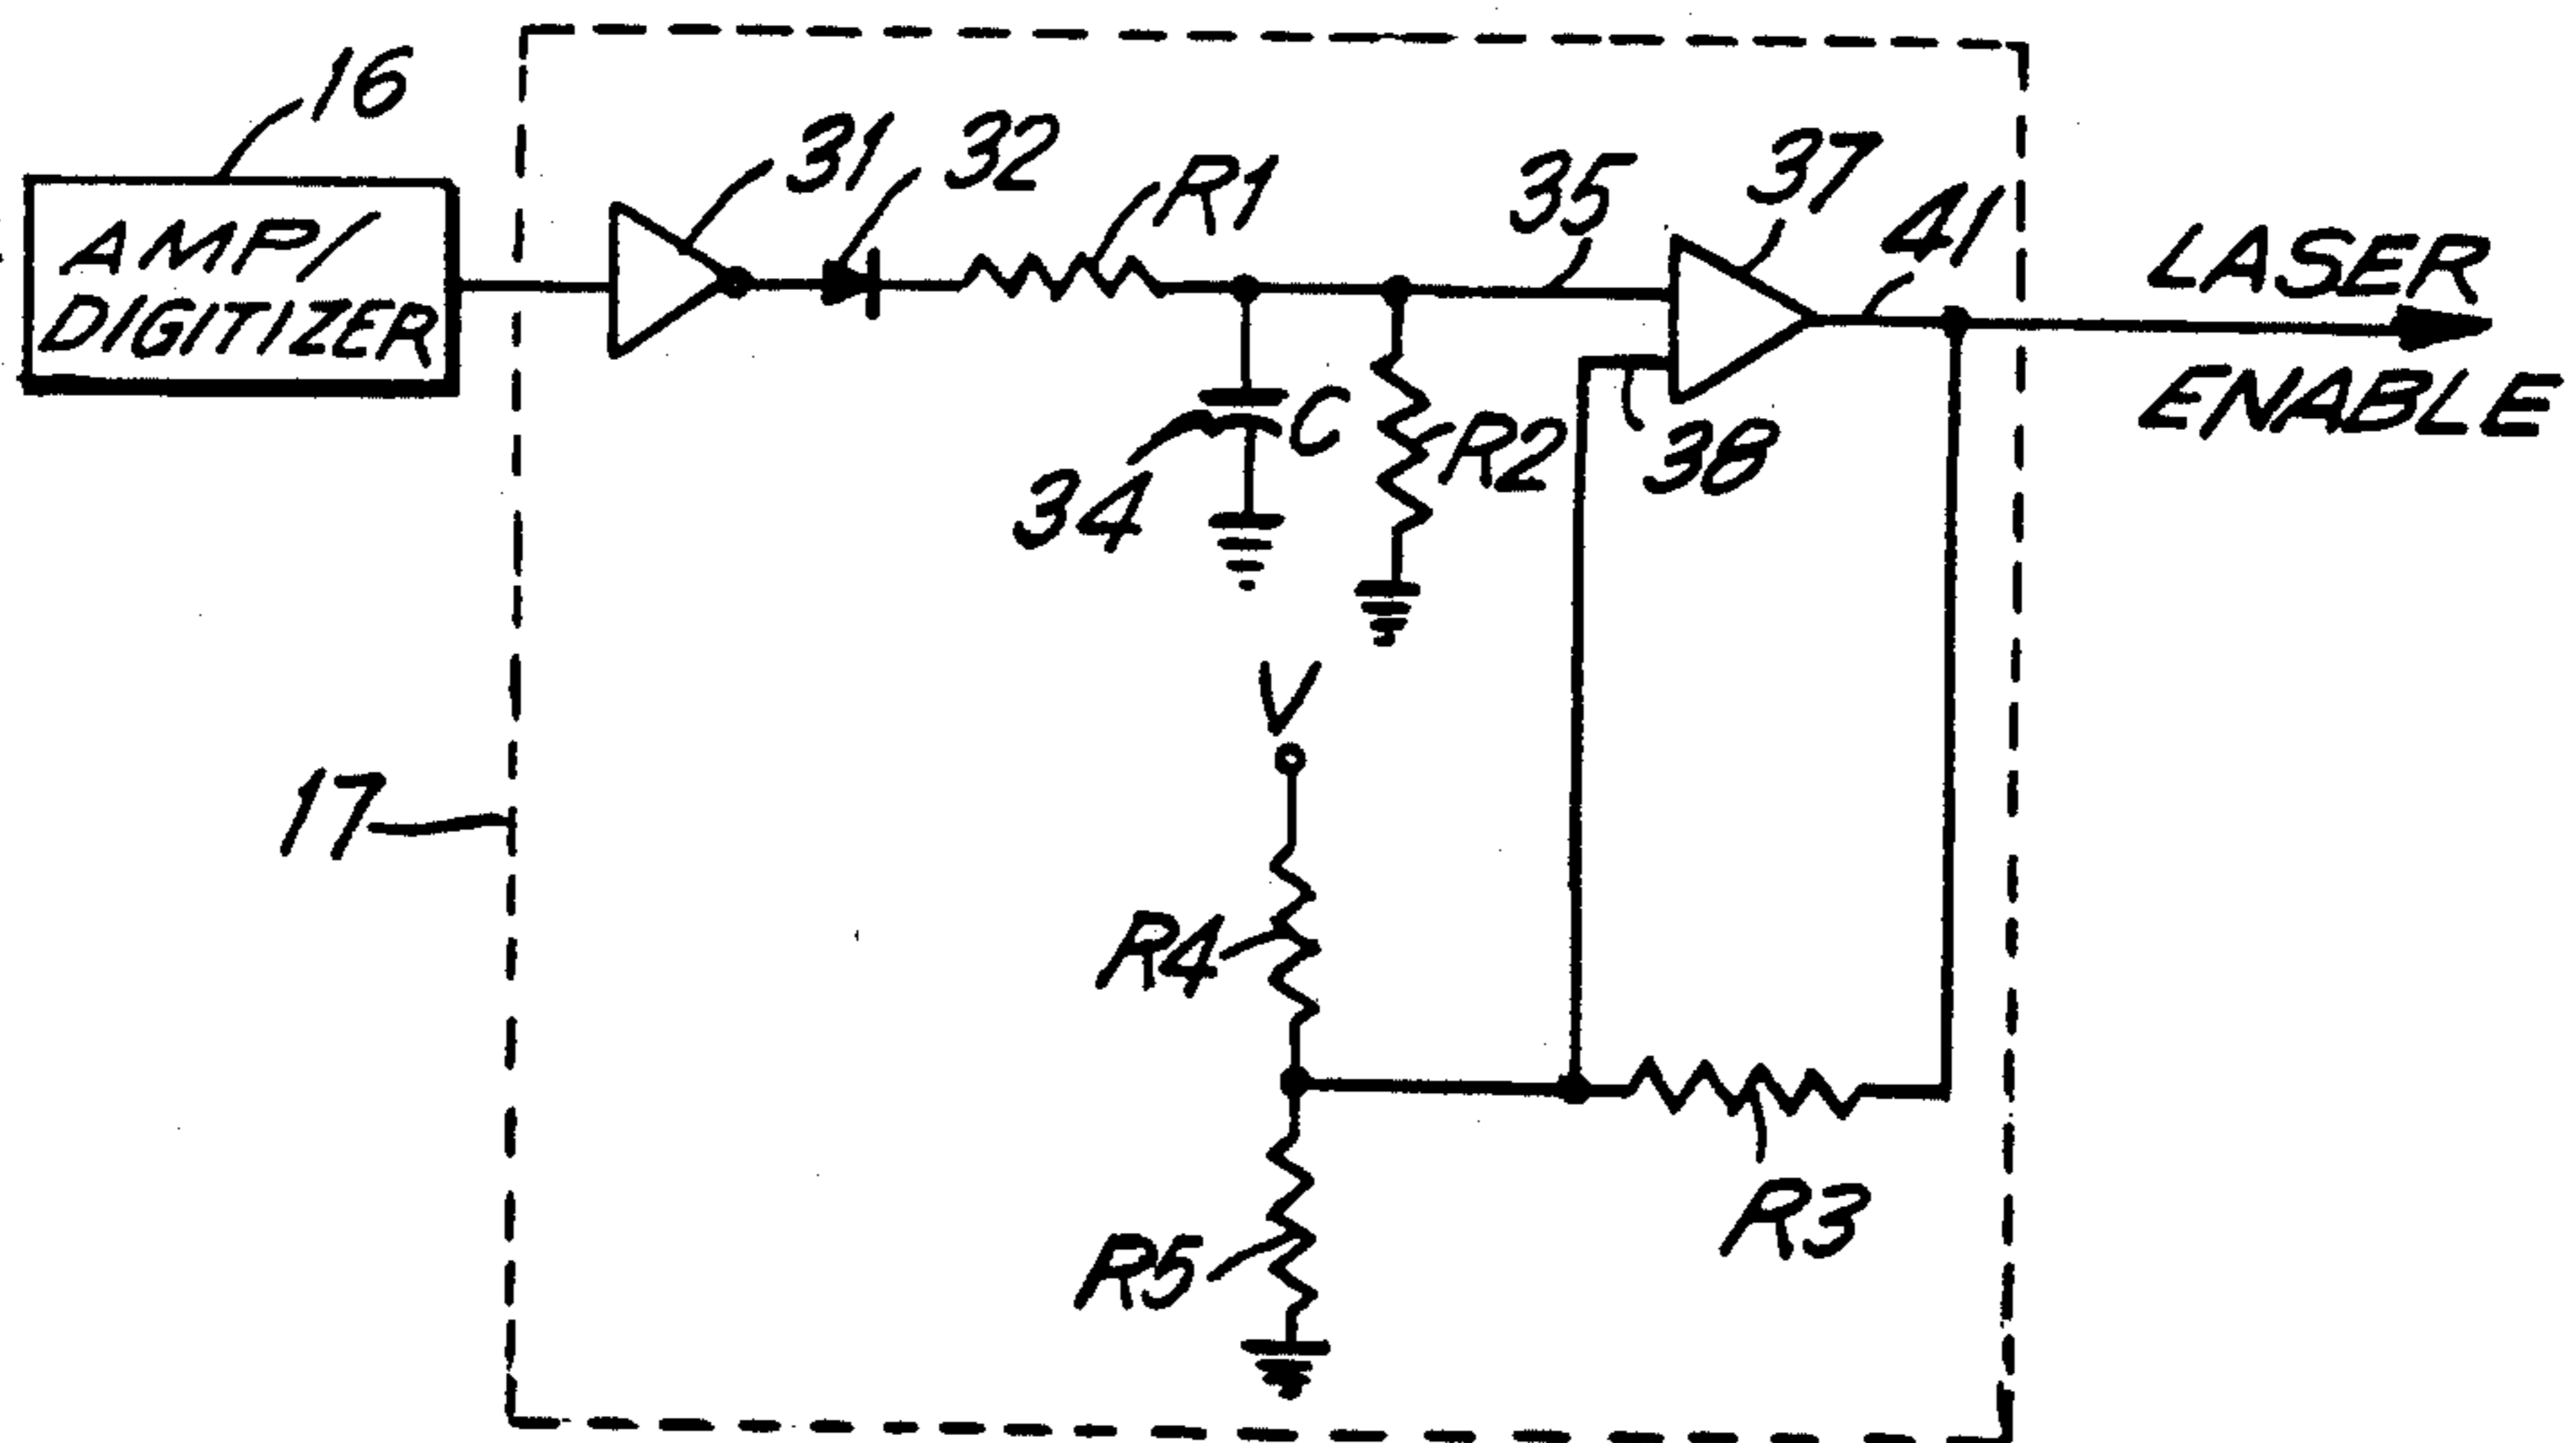 16
AMP/
DIGITIZER
31
32
R1
35
37
41
LASER
ENABLE
C
34
R2
38
V
17
R4
R5
R3